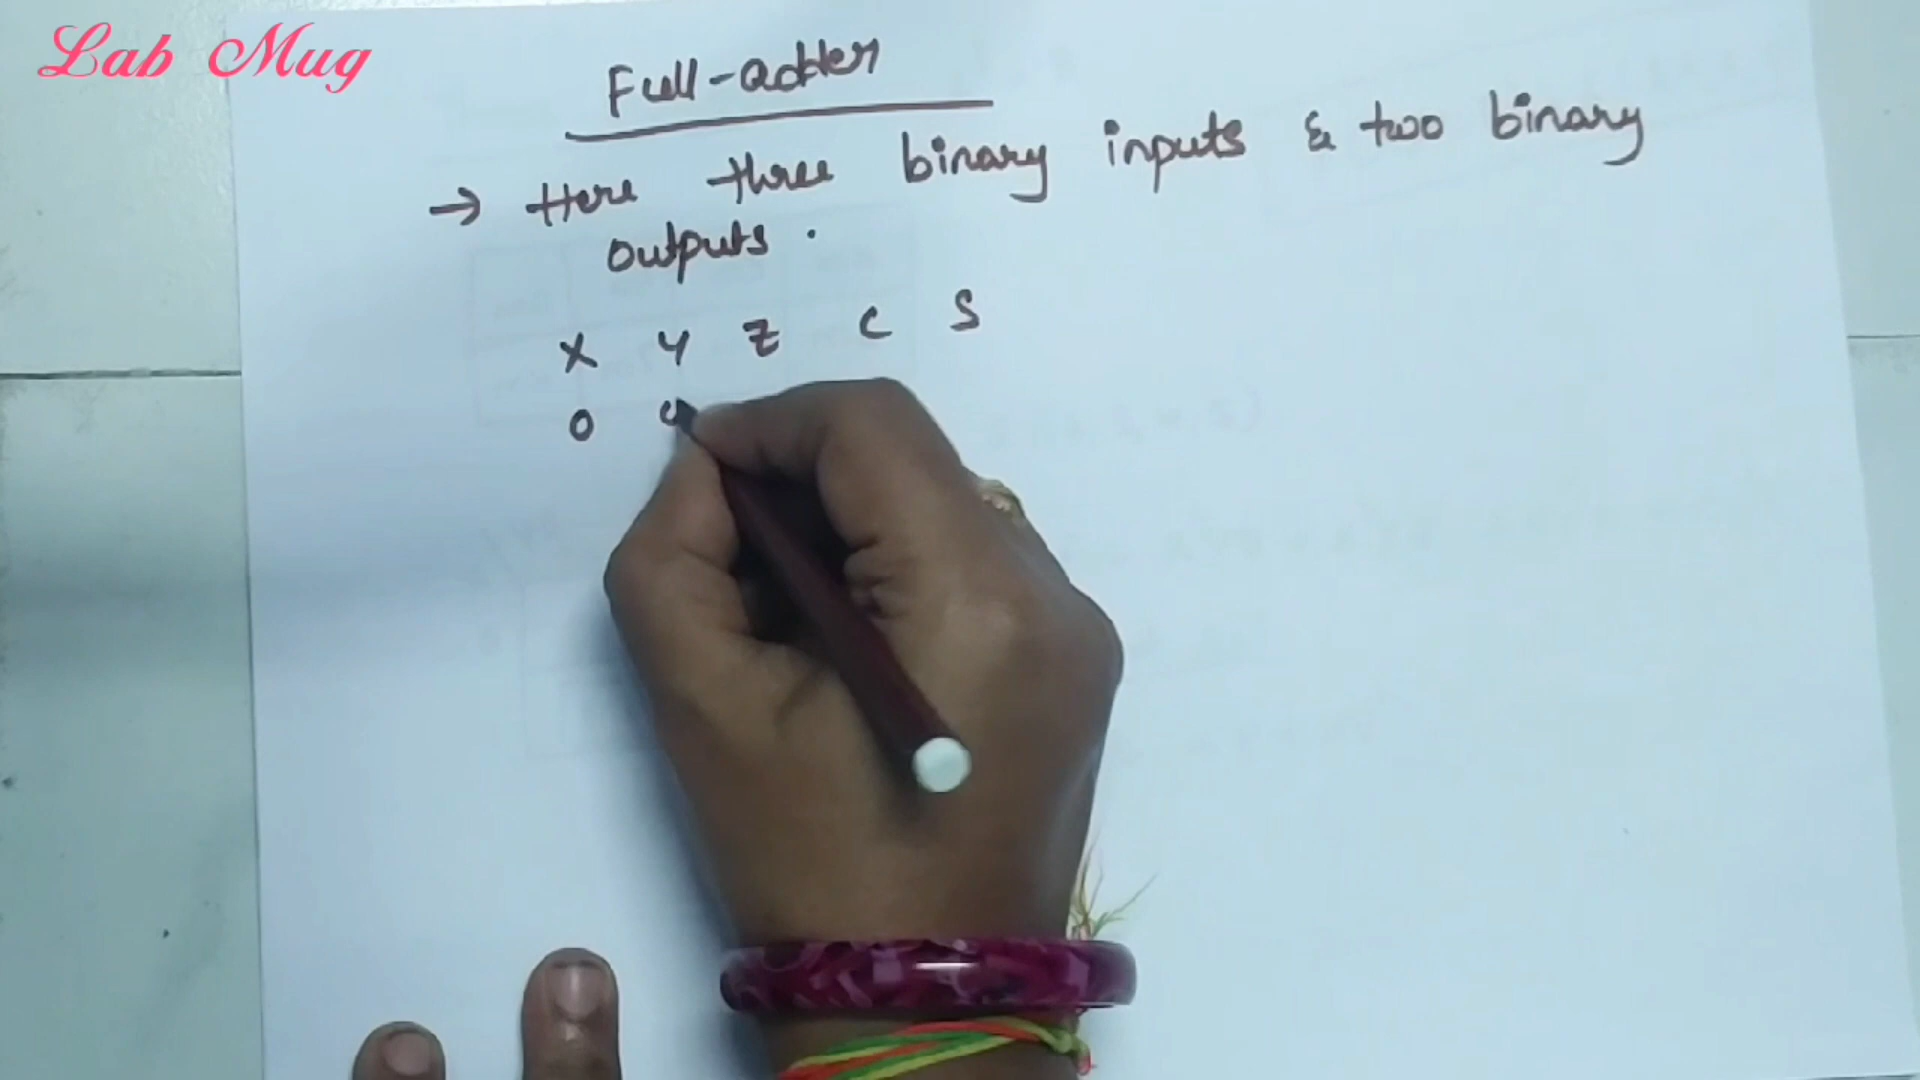 Lab Mug
Full-adder
→ Here three binary inputs & two binary
outputs.
X Y Z C S
0